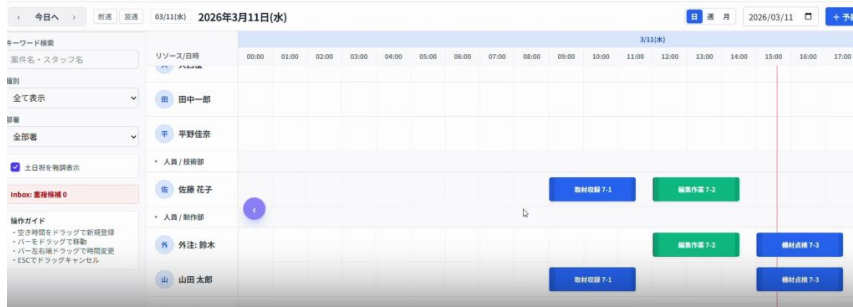 今日へ
前週 翌週
03/11(水) 2026年3月11日(水)
日 週 月
2026/03/11
+ 予
キーワード検索
案件名・スタッフ名
種別
全て表示
部署
全部署
土日祝を強調表示
Inbox: 重複候補 0
操作ガイド
・空き時間をドラッグで新規登録
・バーをドラッグで移動
・バー左右端ドラッグで時間変更
・ESCでドラッグキャンセル
3/11(水)
リソース/日時 00:00 01:00 02:00 03:00 04:00 05:00 06:00 07:00 08:00 09:00 10:00 11:00 12:00 13:00 14:00 15:00 16:00 17:00
田 田中一郎
平 平野佳奈
・ 人員 / 技術部
佐 佐藤 花子 取材収録 7-1 編集作業 7-2
・ 人員 / 制作部
外 外注: 鈴木 編集作業 7-2 機材点検 7-3
山 山田 太郎 取材収録 7-1 機材点検 7-3